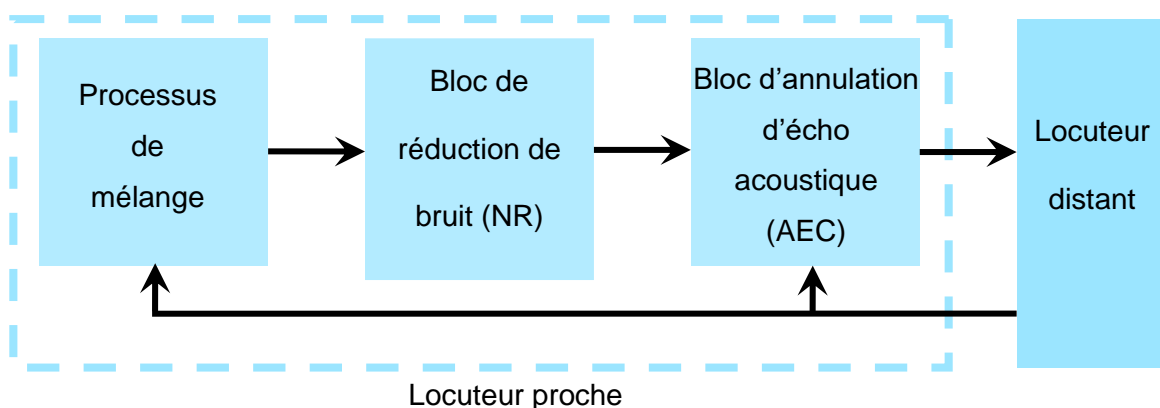 Processus
de
mélange
Bloc de
réduction de
bruit (NR)
Bloc d’annulation
d’écho
acoustique
(AEC)
Locuteur
distant
Locuteur proche